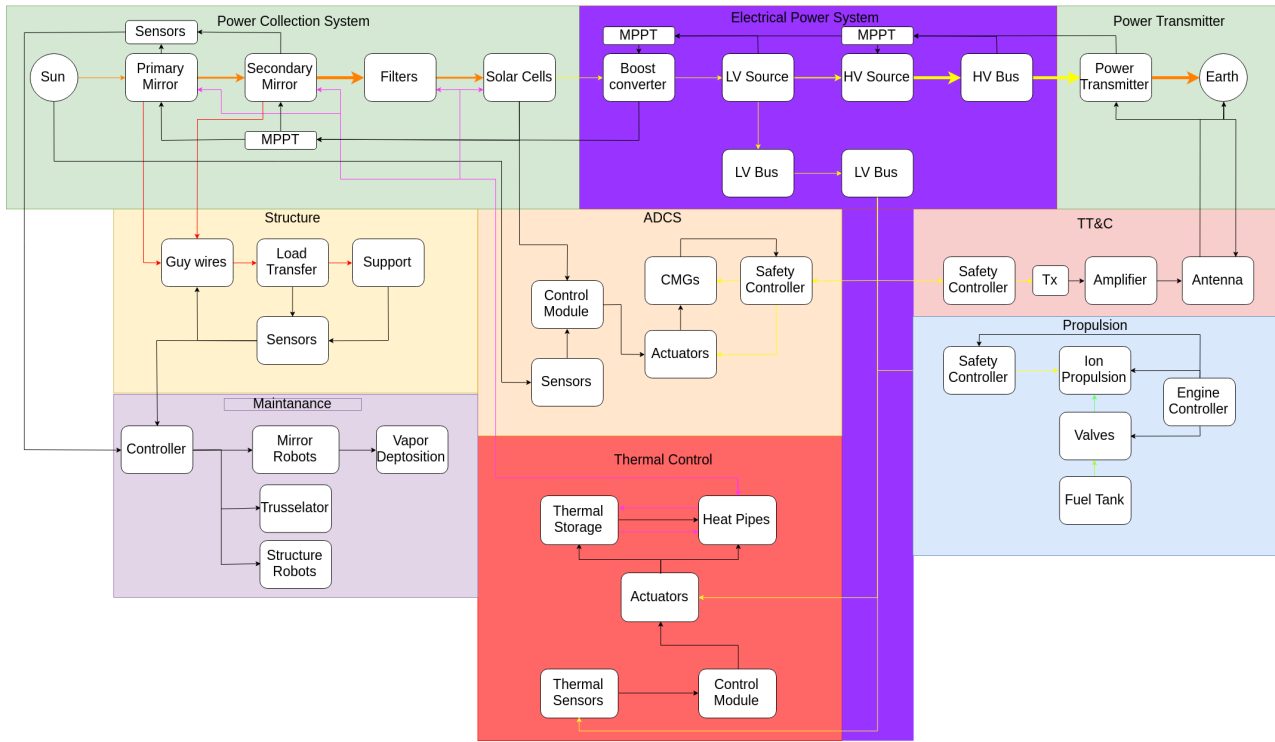 Power Collection System
Electrical Power System
Power Transmitter
Sensors
MPPT
MPPT
Sun
Primary
Mirror
Secondary
Mirror
Filters
Solar Cells
Boost
converter
LV Source
HV Source
HV Bus
Power
Transmitter
Earth
MPPT
LV Bus
LV Bus
Structure
Guy wires
Load
Transfer
Support
Sensors
ADCS
CMGs
Safety
Controller
Control
Module
Actuators
Sensors
TT&C
Safety
Controller
Tx
Amplifier
Antenna
Propulsion
Safety
Controller
Ion
Propulsion
Engine
Controller
Valves
Fuel Tank
Maintanance
Controller
Mirror
Robots
Vapor
Deptosition
Trusselator
Structure
Robots
Thermal Control
Thermal
Storage
Heat Pipes
Actuators
Thermal
Sensors
Control
Module